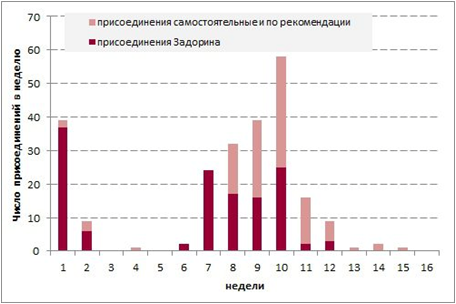 присоединения самостоятельные и по рекомендации
присоединения Задорина
Число присоединений в неделю
70
60
50
40
30
20
10
0
1 2 3 4 5 6 7 8 9 10 11 12 13 14 15 16
недели